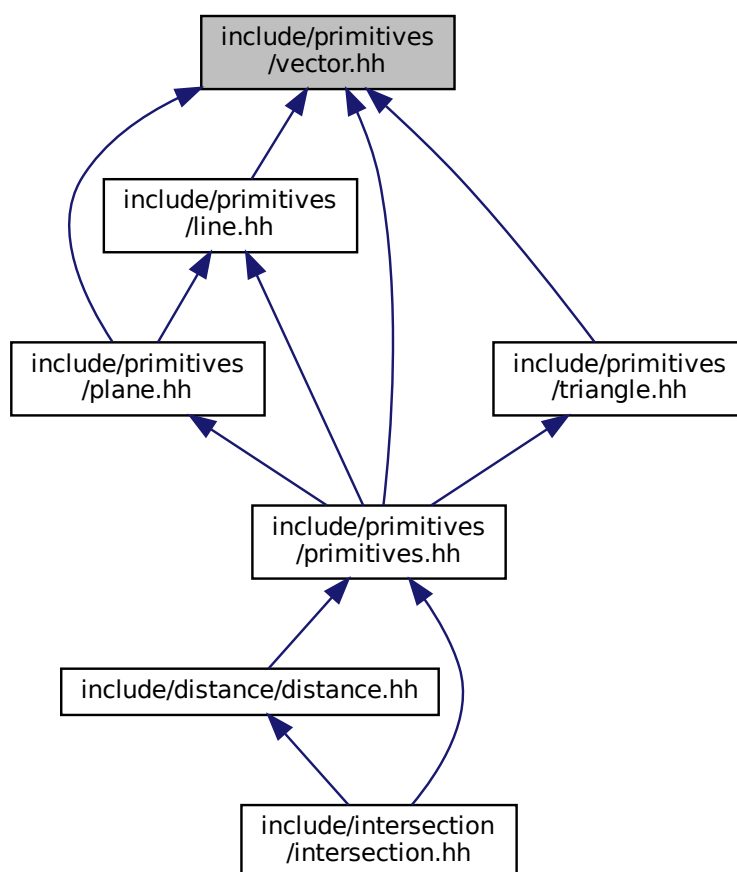 include/primitives
/vector.hh
include/primitives
/line.hh
include/primitives
/plane.hh
include/primitives
/triangle.hh
include/primitives
/primitives.hh
include/distance/distance.hh
include/intersection
/intersection.hh